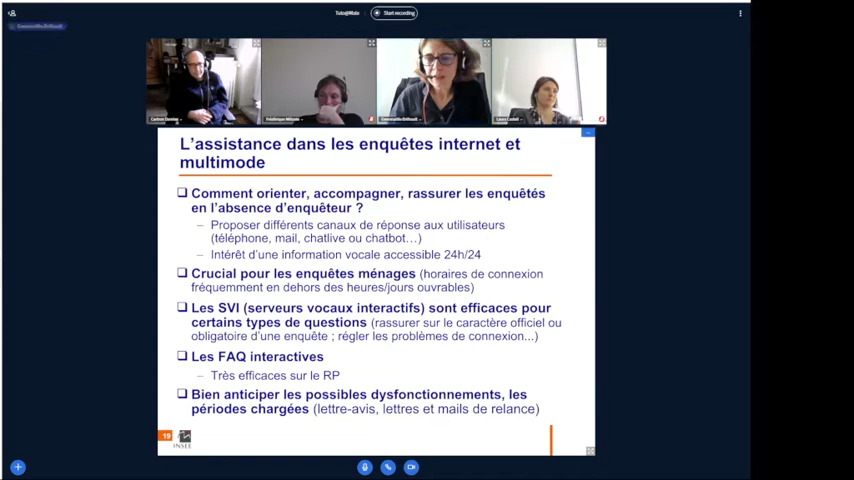 Tuto@Mate
Start recording
Cartron Damien
Laura Castell
L'assistance dans les enquêtes internet et
multimode
Comment orienter, accompagner, rassurer les enquêtés
en l'absence d'enquêteur ?
– Proposer différents canaux de réponse aux utilisateurs
(téléphone, mail, chatlive ou chatbot…)
– Intérêt d'une information vocale accessible 24h/24
Crucial pour les enquêtes ménages (horaires de connexion
fréquemment en dehors des heures/jours ouvrables)
Les SVI (serveurs vocaux interactifs) sont efficaces pour
certains types de questions (rassurer sur le caractère officiel ou
obligatoire d'une enquête ; régler les problèmes de connexion...)
Les FAQ interactives
– Très efficaces sur le RP
Bien anticiper les possibles dysfonctionnements, les
périodes chargées (lettre-avis, lettres et mails de relance)
19
INSEE